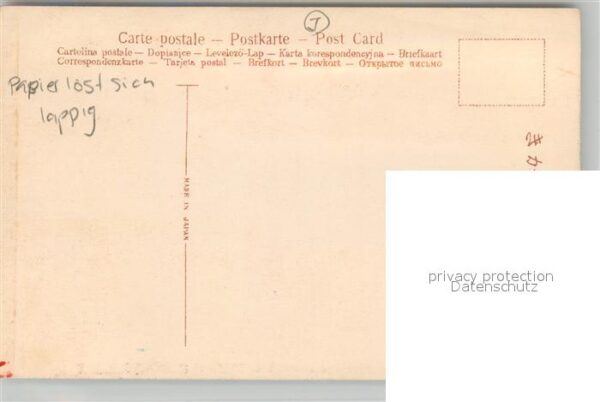 J
Carte postale — Postkarte — Post Card
Cartolina postale — Dopisnice — Levelező-Lap — Karta korespondencyjna — Briefkaart
Correspondenzkarte — Tarjeta postal — Brefkort — Brevkort — Открытое письмо
Papier löst sich
lappig
MADE IN JAPAN
privacy protection
Datenschutz